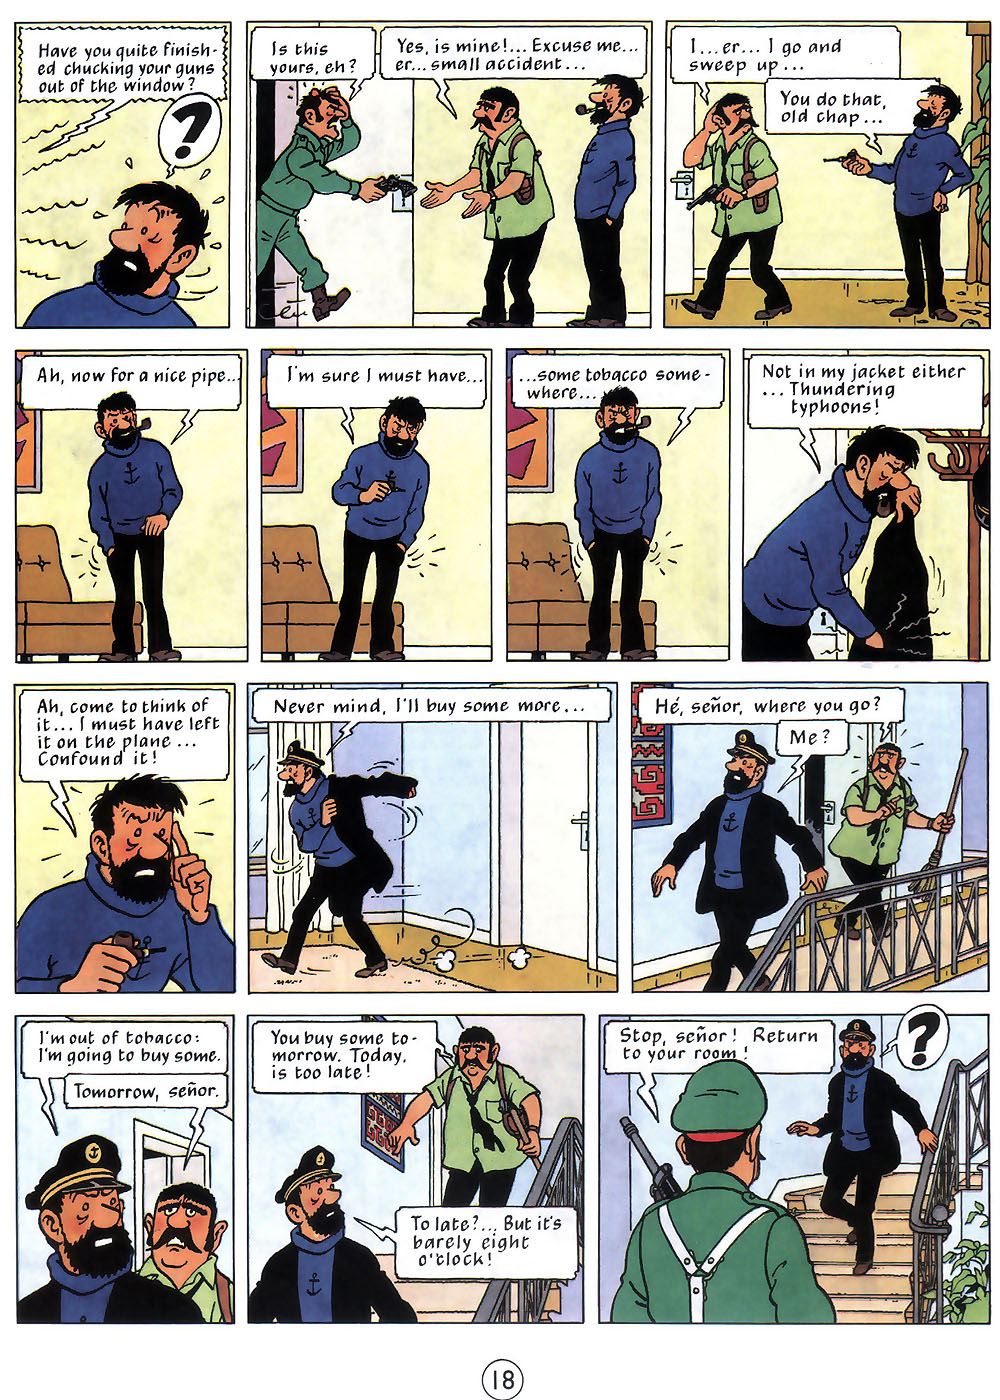 Have you quite finish-
ed chucking your guns
out of the window?
?
Is this
yours, eh?
Yes, is mine!... Excuse me...
er... small accident...
I... er... I go and
sweep up...
You do that,
old chap...
Ah, now for a nice pipe...
I'm sure I must have...
...some tobacco some-
where...
Not in my jacket either
... Thundering
typhoons!
Ah, come to think of
it... I must have left
it on the plane...
Confound it!
Never mind, I'll buy some more...
Hé, señor, where you go?
Me?
I'm out of tobacco:
I'm going to buy some.
Tomorrow, señor.
You buy some to-
morrow. Today,
is too late!
To late?... But it's
barely eight
o'clock!
Stop, señor! Return
to your room!
?
18